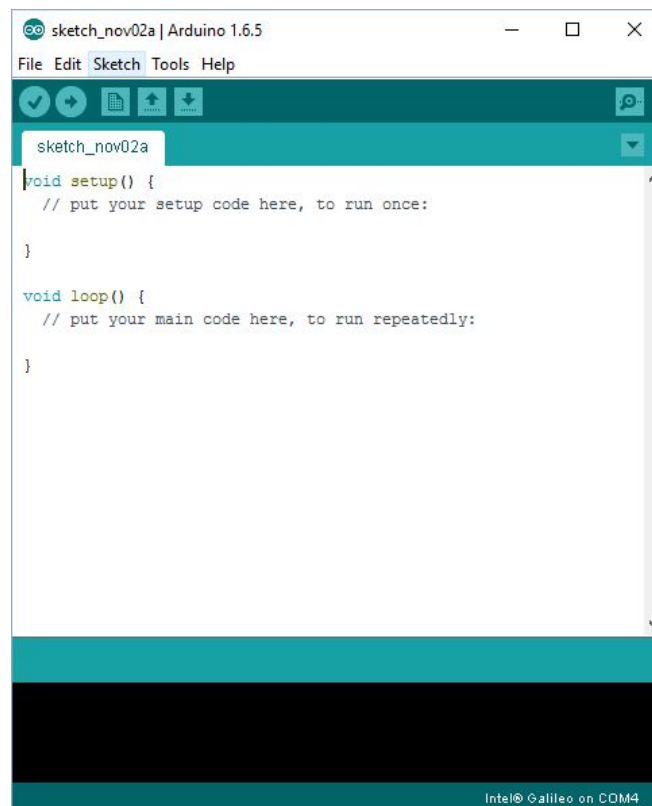 sketch_nov02a | Arduino 1.6.5
File Edit Sketch Tools Help
sketch_nov02a
void setup() {
  // put your setup code here, to run once:
}
void loop() {
  // put your main code here, to run repeatedly:
}
Intel® Galileo on COM4